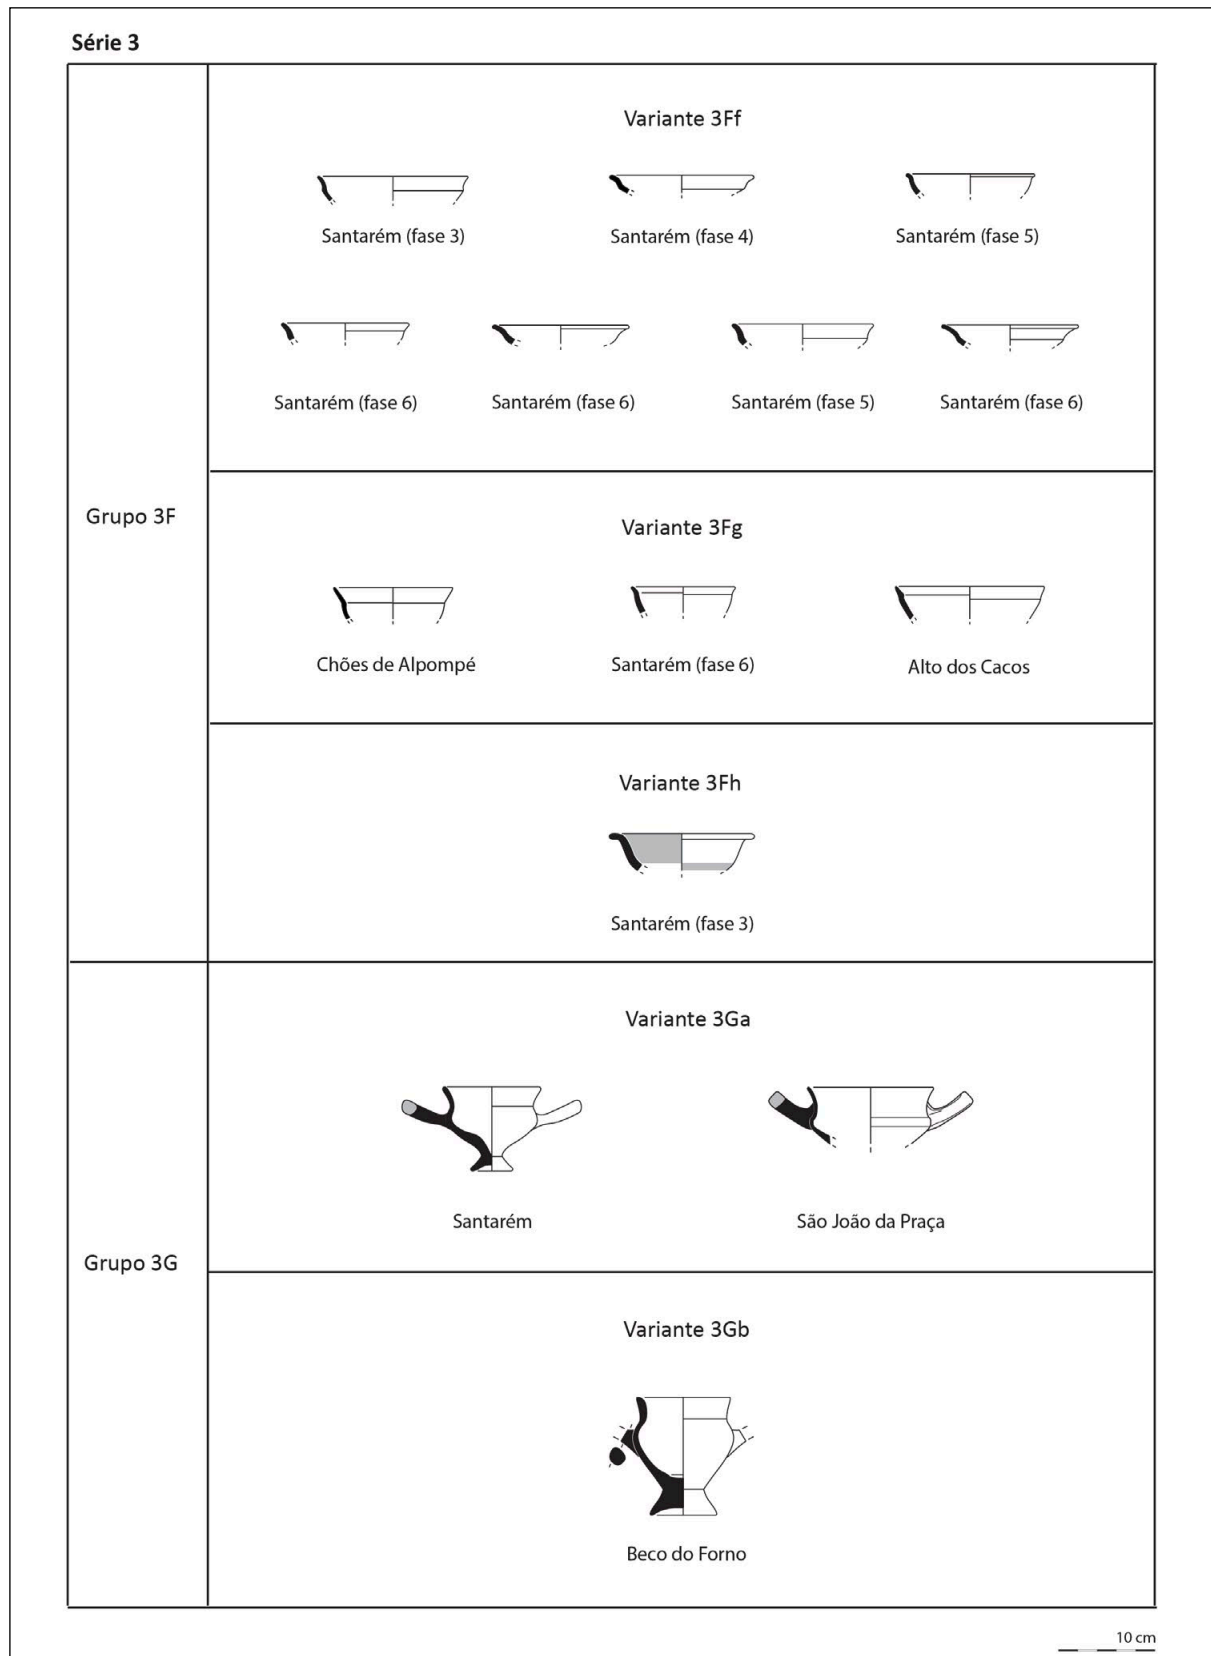 Série 3
Grupo 3F
Variante 3Ff
Santarém (fase 3)
Santarém (fase 4)
Santarém (fase 5)
Santarém (fase 6)
Santarém (fase 6)
Santarém (fase 5)
Santarém (fase 6)
Variante 3Fg
Chões de Alpompé
Santarém (fase 6)
Alto dos Cacos
Variante 3Fh
Santarém (fase 3)
Grupo 3G
Variante 3Ga
Santarém
São João da Praça
Variante 3Gb
Beco do Forno
10 cm